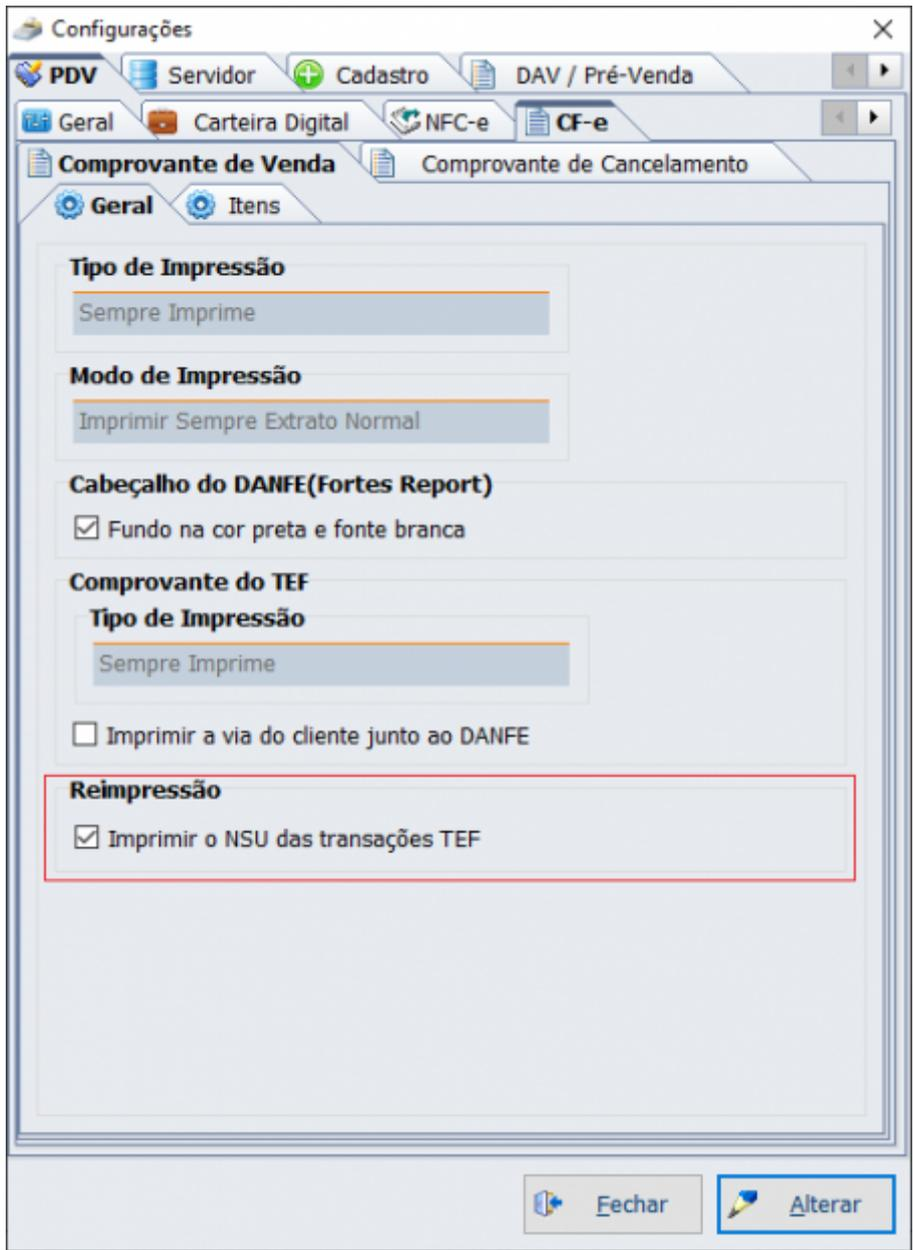 Configurações
PDV Servidor Cadastro DAV / Pré-Venda
Geral Carteira Digital NFC-e CF-e
Comprovante de Venda Comprovante de Cancelamento
Geral Itens
Tipo de Impressão
Sempre Imprime
Modo de Impressão
Imprimir Sempre Extrato Normal
Cabeçalho do DANFE(Fortes Report)
Fundo na cor preta e fonte branca
Comprovante do TEF
Tipo de Impressão
Sempre Imprime
Imprimir a via do cliente junto ao DANFE
Reimpressão
Imprimir o NSU das transações TEF
Fechar Alterar